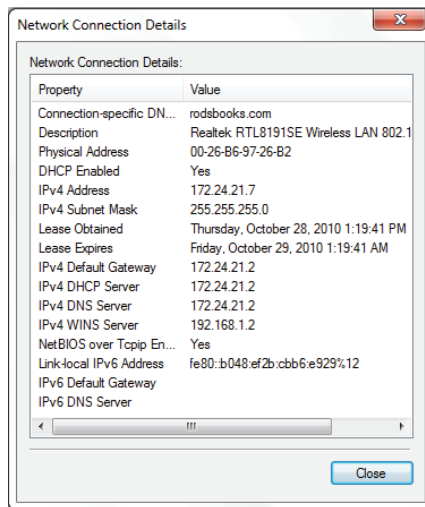 Network Connection Details
Network Connection Details:
Property Value
Connection-specific DN... rodsbooks.com
Description Realtek RTL8191SE Wireless LAN 802.1
Physical Address 00-26-B6-97-26-B2
DHCP Enabled Yes
IPv4 Address 172.24.21.7
IPv4 Subnet Mask 255.255.255.0
Lease Obtained Thursday, October 28, 2010 1:19:41 PM
Lease Expires Friday, October 29, 2010 1:19:41 AM
IPv4 Default Gateway 172.24.21.2
IPv4 DHCP Server 172.24.21.2
IPv4 DNS Server 172.24.21.2
IPv4 WINS Server 192.168.1.2
NetBIOS over Tcpip En... Yes
Link-local IPv6 Address fe80::b048:ef2b:cbb6:e929%12
IPv6 Default Gateway
IPv6 DNS Server
Close